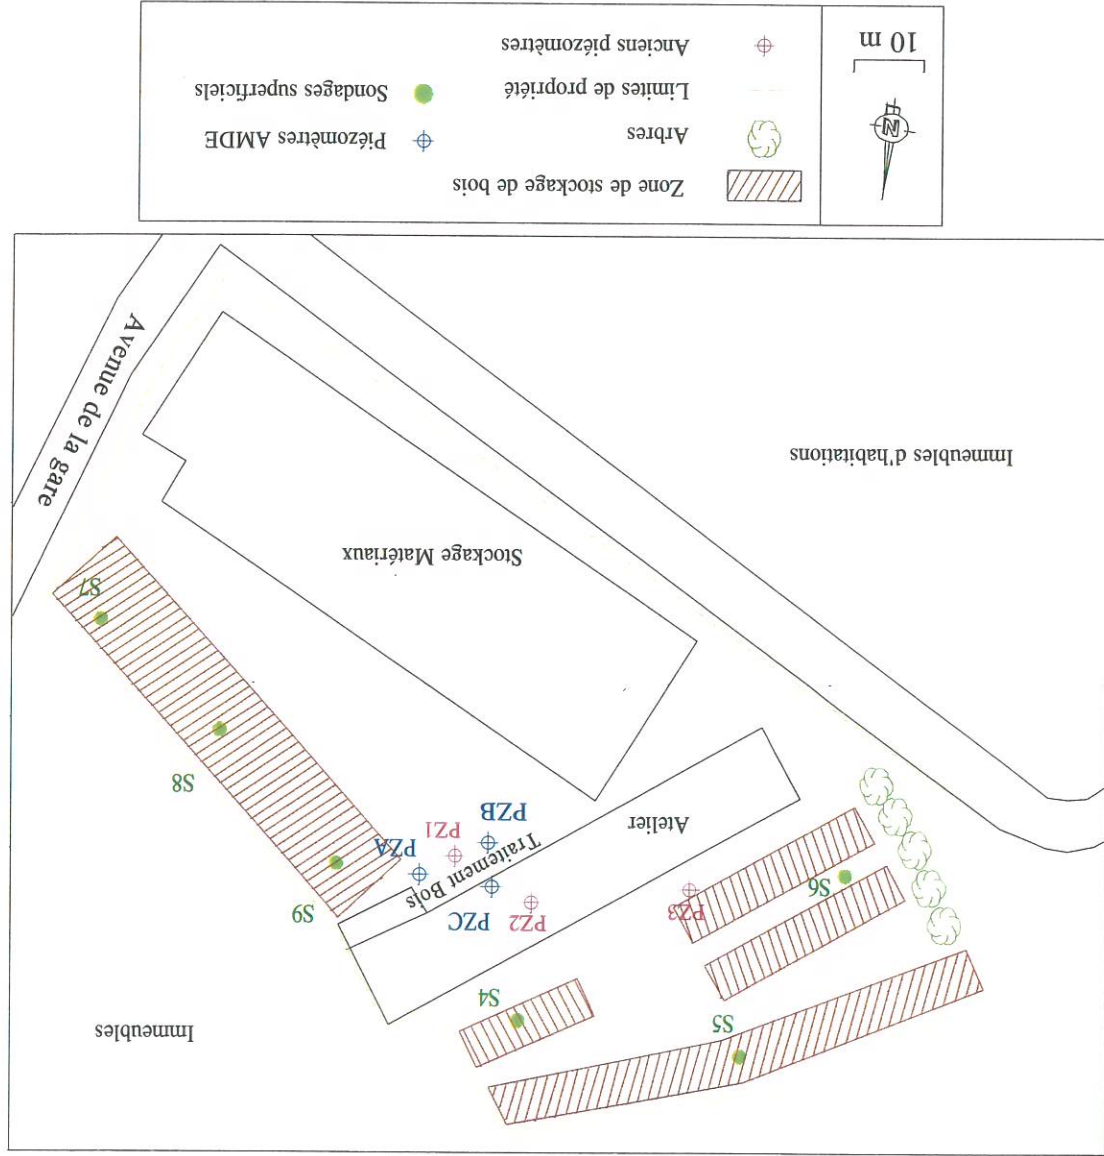 Immeubles
S5
S4
S6
PZ3
PZ2
PZC
S9
Traitement Bois
PZA
Atelier
PZ1
PZB
S8
S7
Stockage Matériaux
Immeubles d'habitations
Avenue de la gare
N
10 m
Zone de stockage de bois
Arbres
Limites de propriété
Anciens piézomètres
Piézomètres AMDE
Sondages superficiels